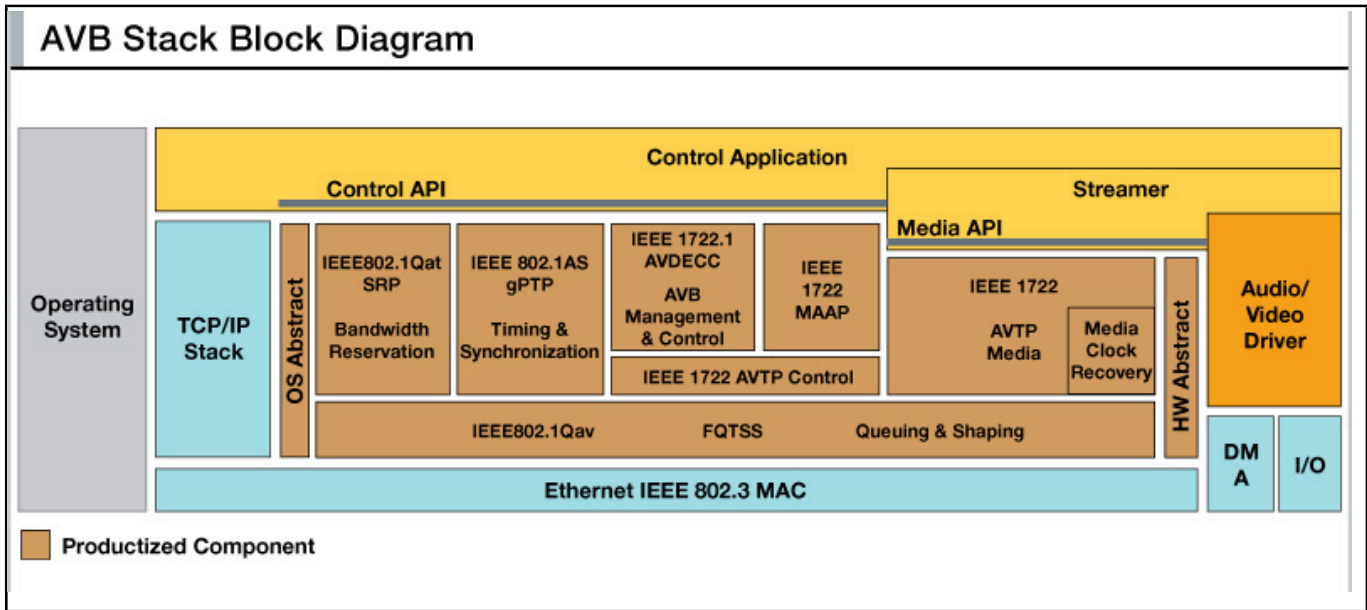 AVB Stack Block Diagram
Control Application
Control API
Streamer
Media API
Operating
System
TCP/IP
Stack
OS Abstract
IEEE802.1Qat
SRP
Bandwidth
Reservation
IEEE 802.1AS
gPTP
Timing &
Synchronization
IEEE 1722.1
AVDECC
AVB
Management
& Control
IEEE
1722
MAAP
IEEE 1722 AVTP Control
IEEE 1722
AVTP
Media
Media
Clock
Recovery
HW Abstract
Audio/
Video
Driver
IEEE802.1Qav FQTSS Queuing & Shaping
DM
A
I/O
Ethernet IEEE 802.3 MAC
Productized Component